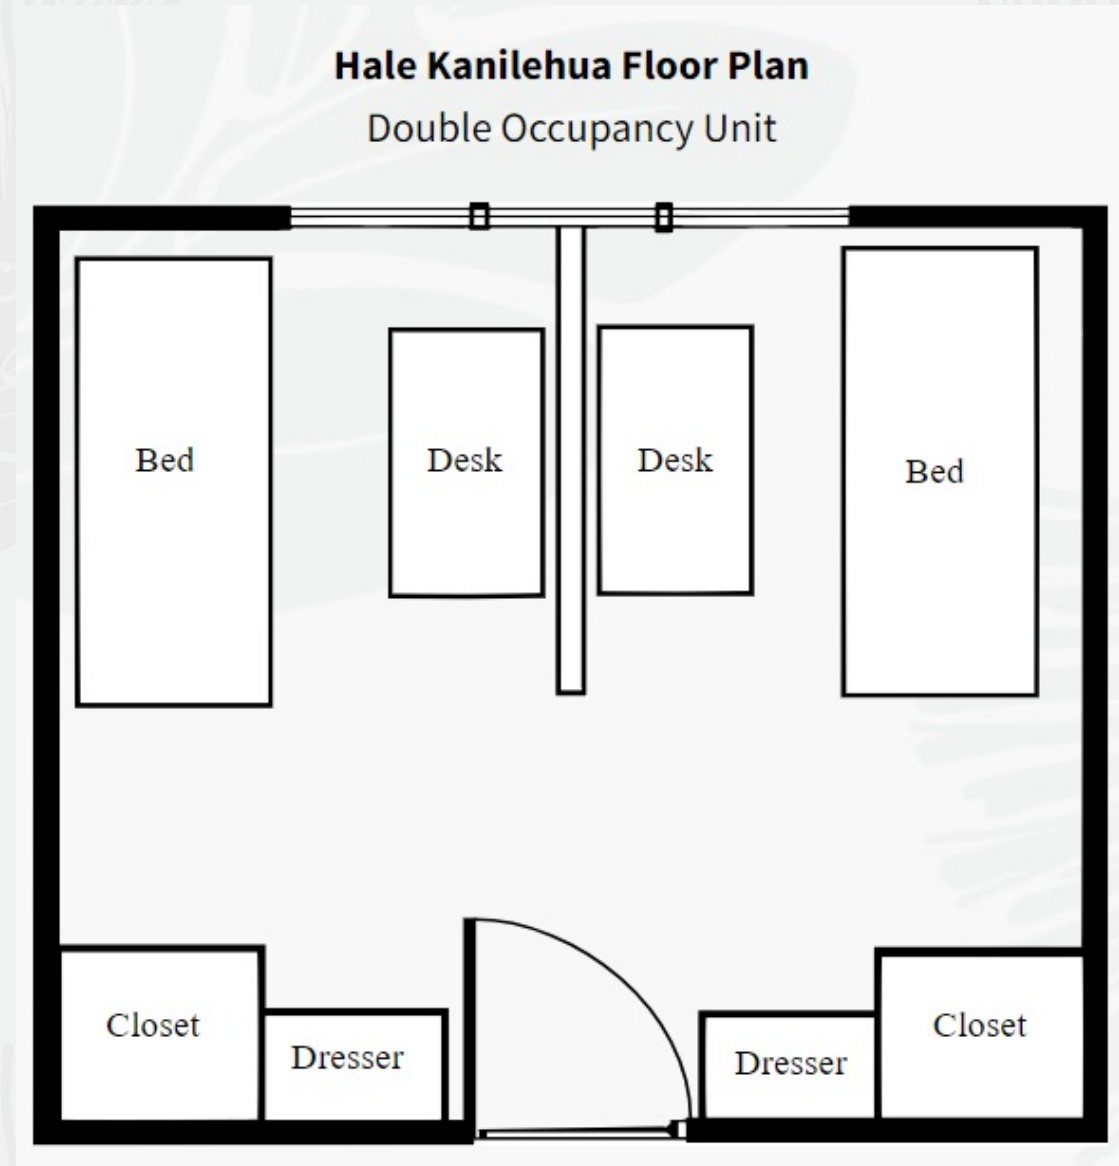 Hale Kanilehua Floor Plan
Double Occupancy Unit
Bed
Desk
Desk
Bed
Closet
Dresser
Dresser
Closet